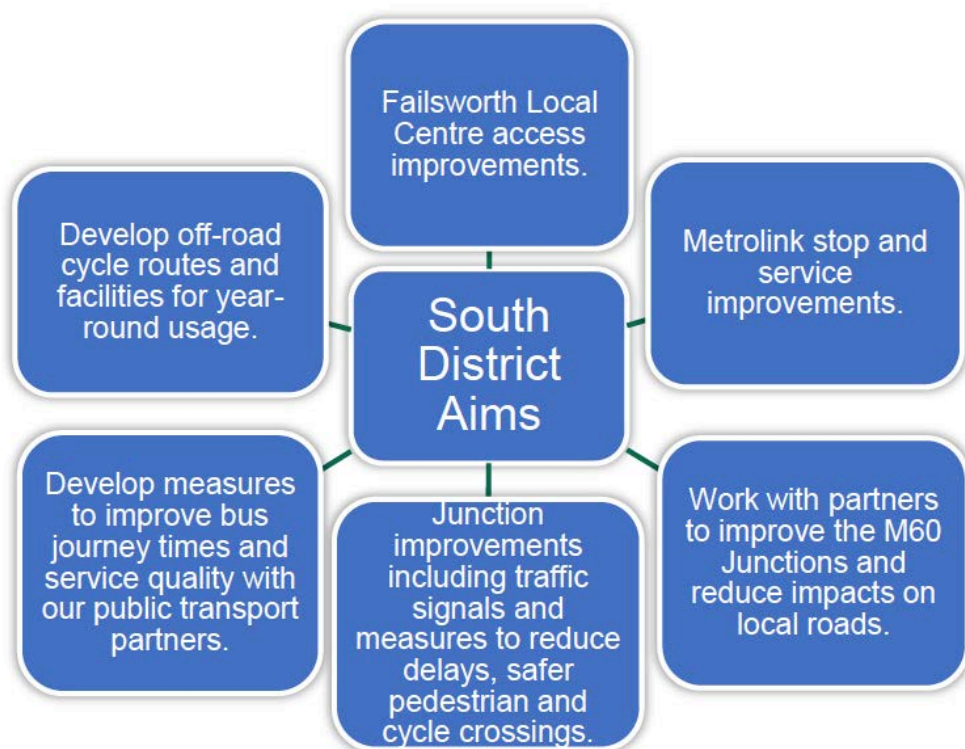 Failsworth Local
Centre access
improvements.
Metrolink stop and
service
improvements.
Work with partners
to improve the M60
Junctions and
reduce impacts on
local roads.
Junction
improvements
including traffic
signals and
measures to reduce
delays, safer
pedestrian and
cycle crossings.
Develop measures
to improve bus
journey times and
service quality with
our public transport
partners.
Develop off-road
cycle routes and
facilities for year-
round usage.
South
District
Aims